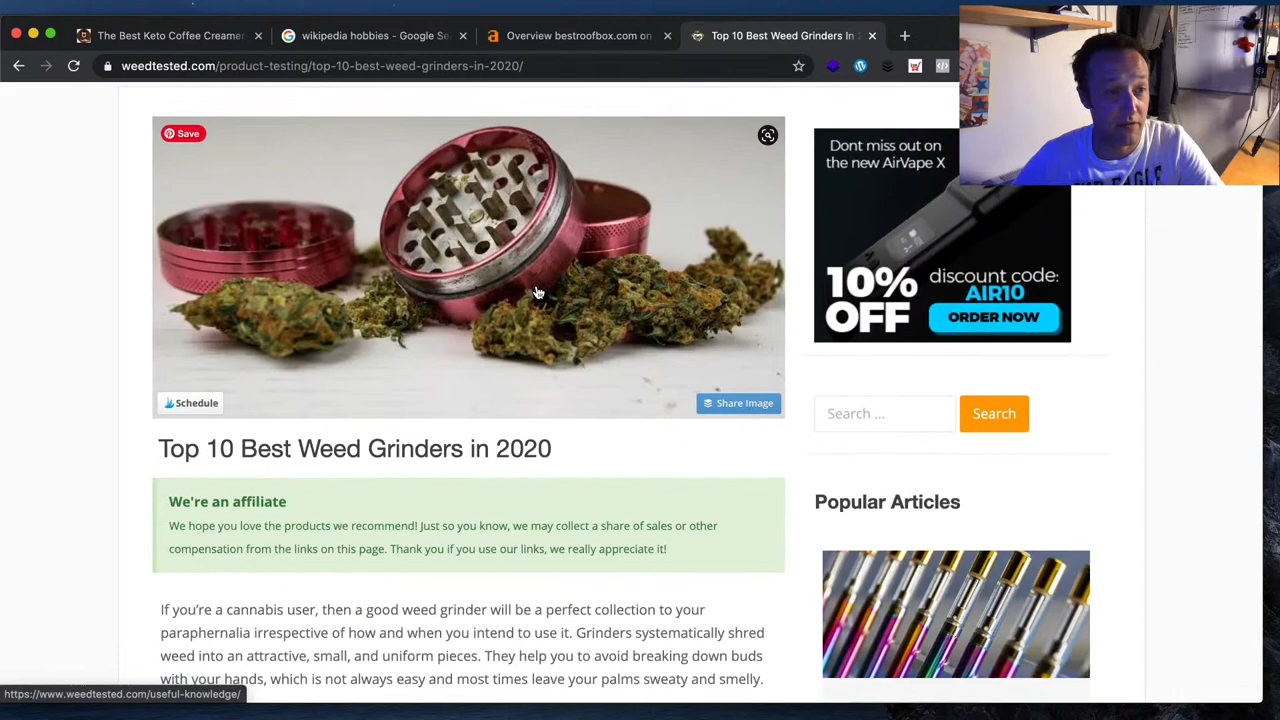 The Best Keto Coffee Creamer
wikipedia hobbies - Google Se
Overview bestroofbox.com on
Top 10 Best Weed Grinders In 2
weedtested.com/product-testing/top-10-best-weed-grinders-in-2020/
Save
Schedule
Share Image
Top 10 Best Weed Grinders in 2020
We're an affiliate
We hope you love the products we recommend! Just so you know, we may collect a share of sales or other
compensation from the links on this page. Thank you if you use our links, we really appreciate it!
If you're a cannabis user, then a good weed grinder will be a perfect collection to your
paraphernalia irrespective of how and when you intend to use it. Grinders systematically shred
weed into an attractive, small, and uniform pieces. They help you to avoid breaking down buds
with your hands, which is not always easy and most times leave your palms sweaty and smelly.
Dont miss out on
the new AirVape X
10%
OFF
discount code:
AIR10
ORDER NOW
Search ...
Search
Popular Articles
https://www.weedtested.com/useful-knowledge/